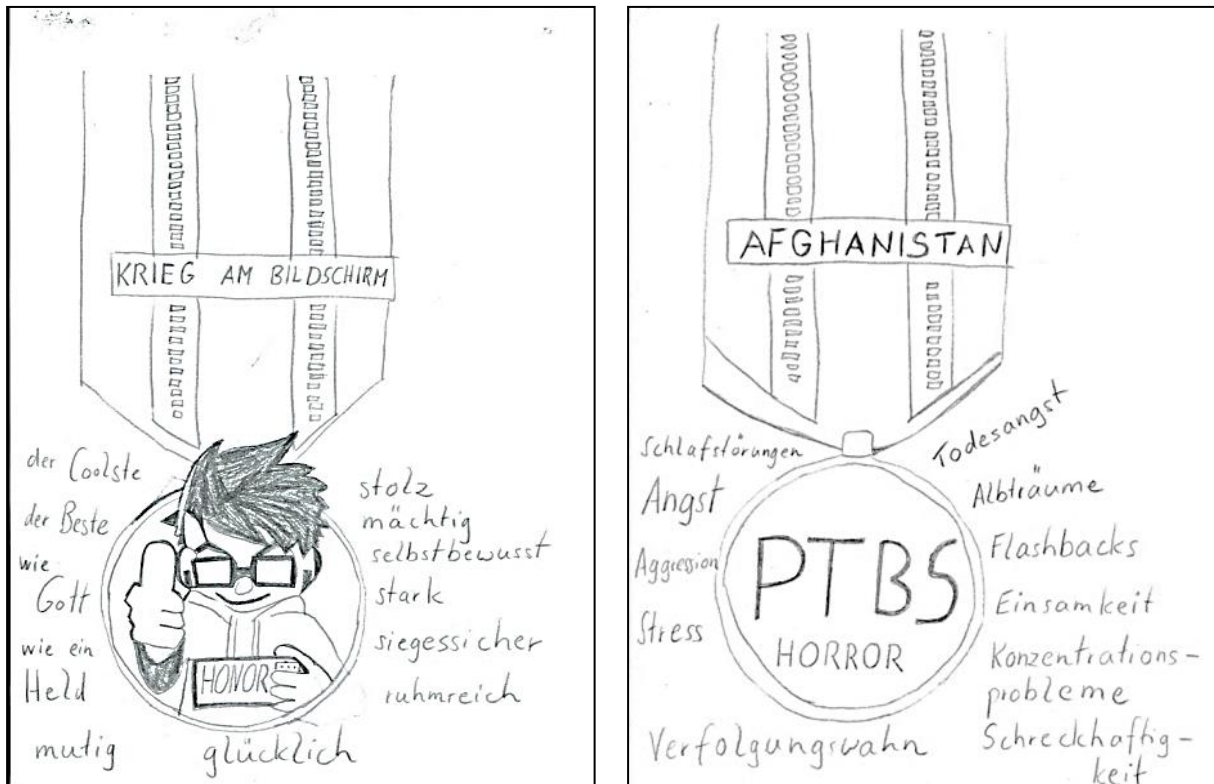 KRIEG AM BILDSCHIRM
der Coolste
der Beste
wie
Gott
wie ein
Held
mutig
glücklich
stolz
mächtig
selbstbewusst
stark
siegessicher
ruhmreich
HONOR
AFGHANISTAN
Schlafstörungen
Angst
Aggression
Stress
Verfolgungswahn
PTBS
HORROR
Todesangst
Albträume
Flashbacks
Einsamkeit
Konzentrations-
probleme
Schreckhaftig-
keit